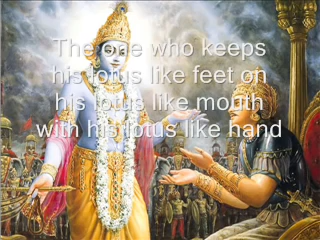 The one who keeps
his lotus like feet on
his lotus like mouth
with his lotus like hand